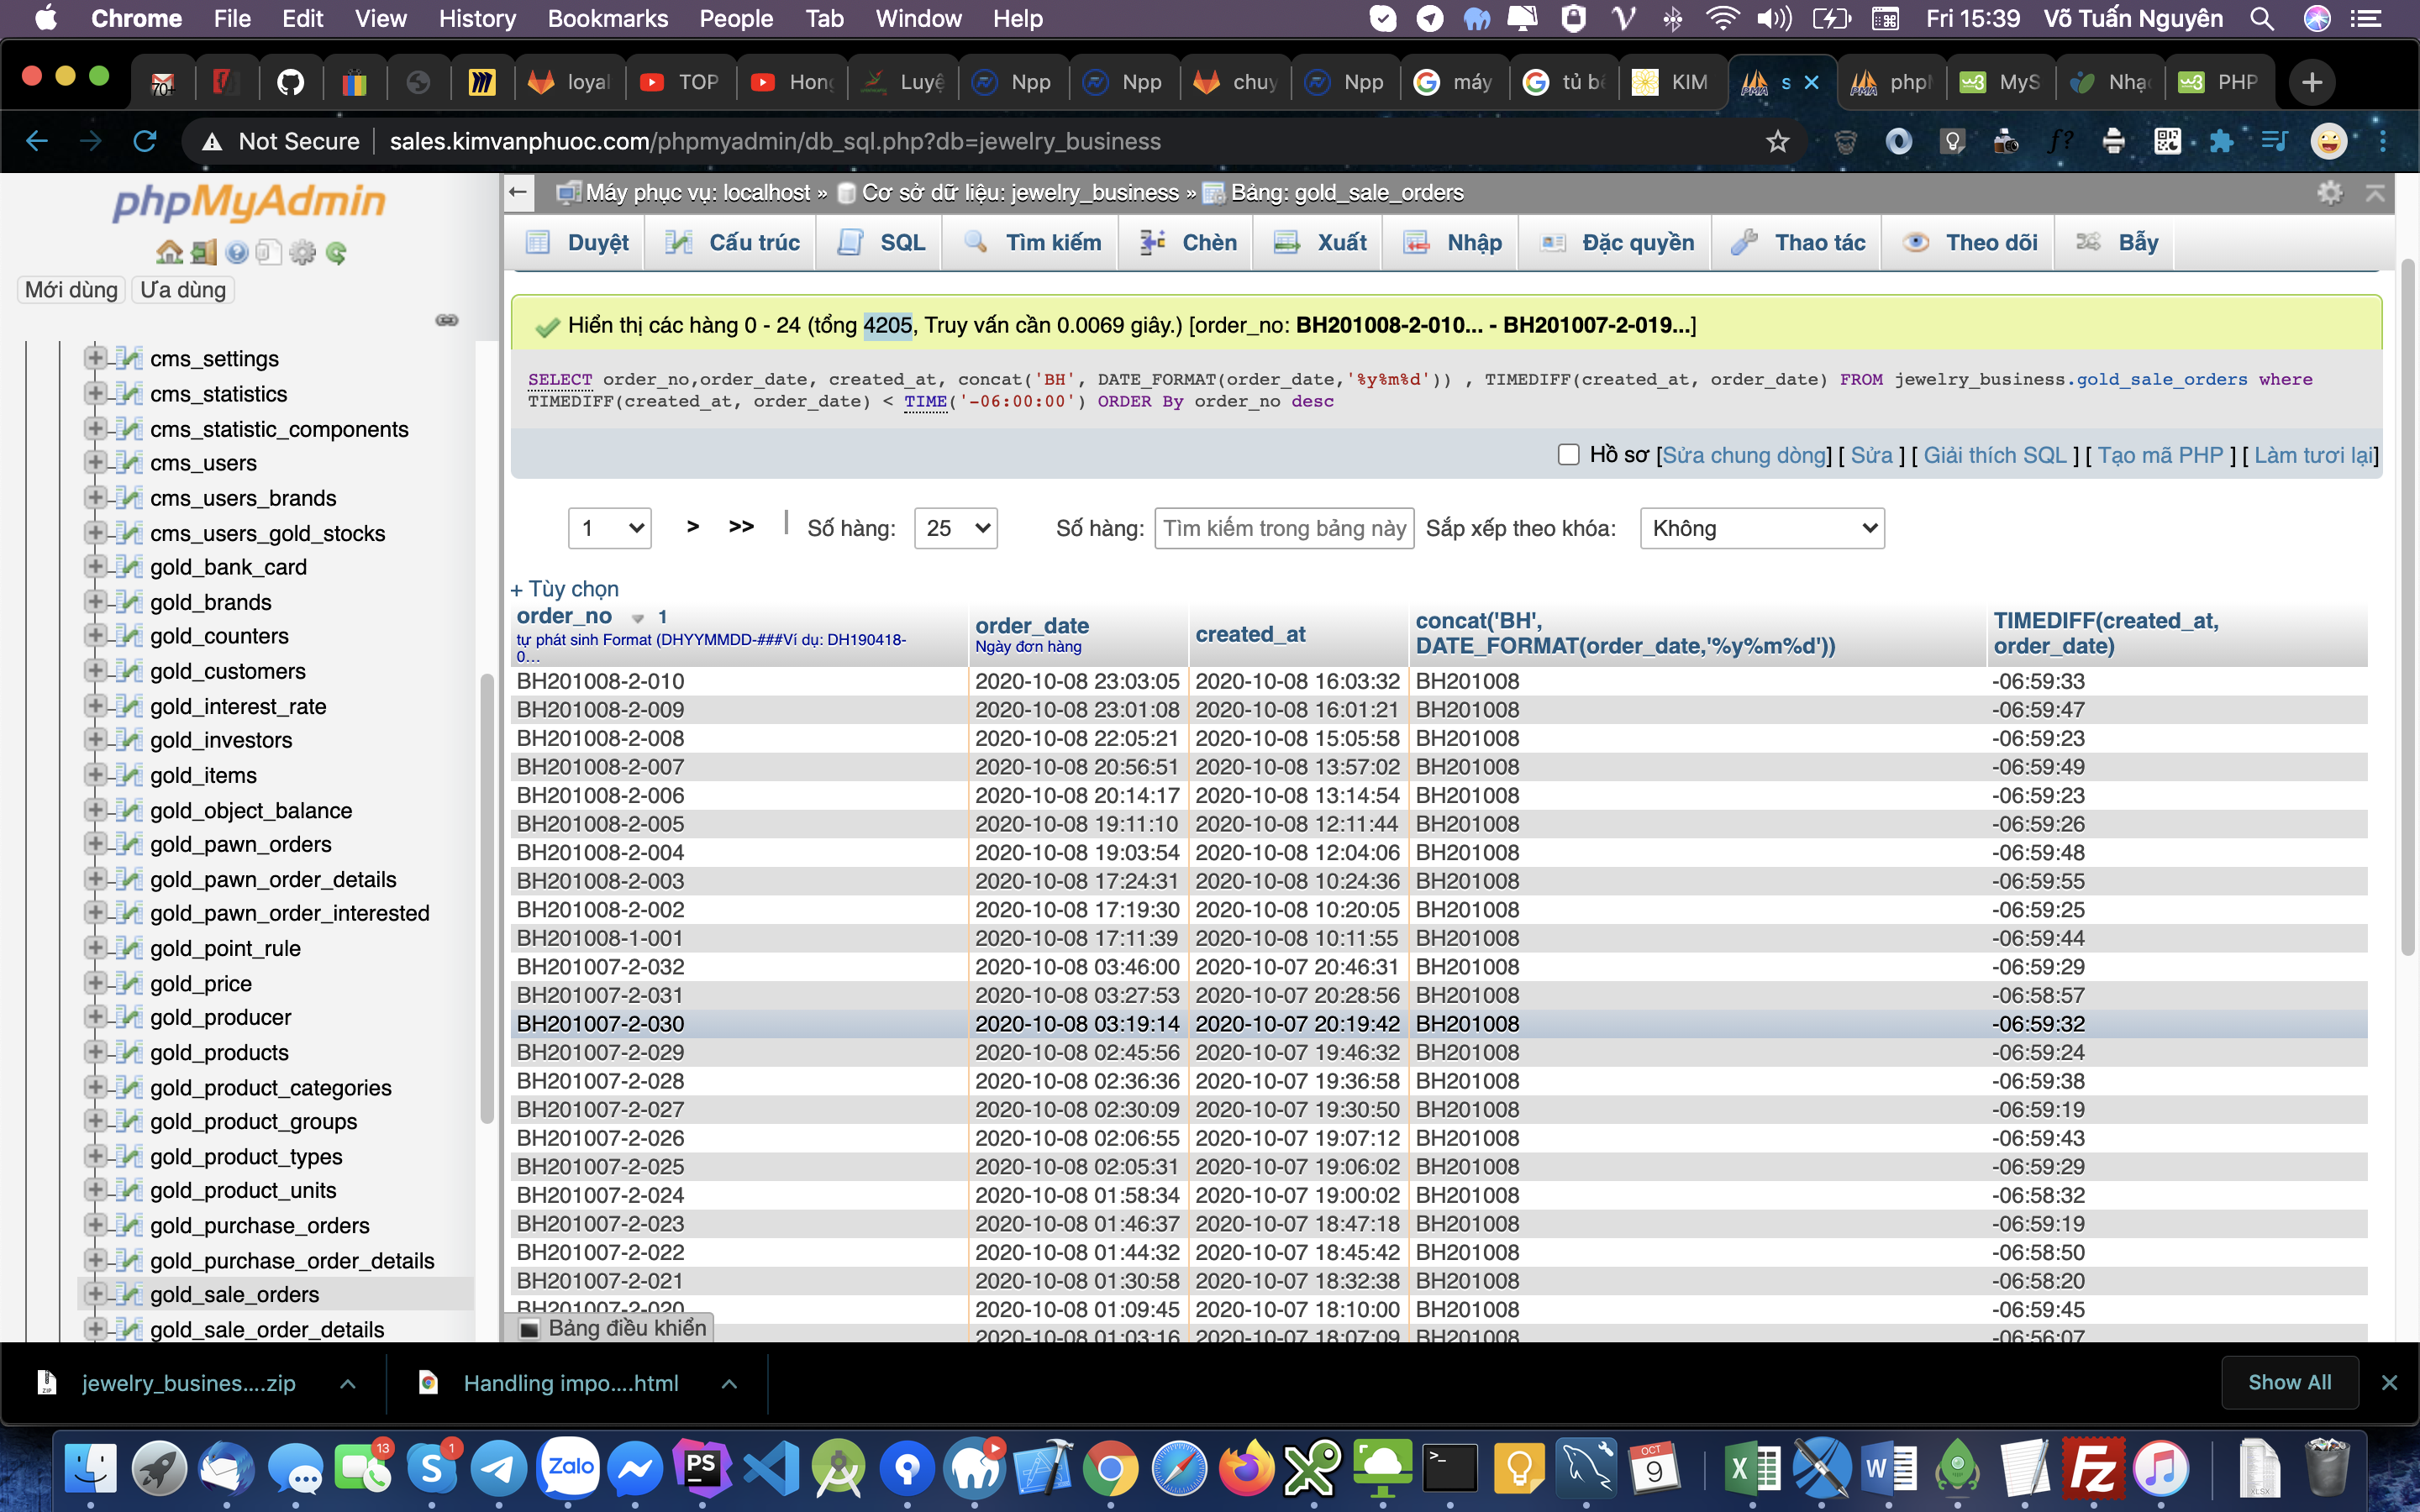 Chrome File Edit View History Bookmarks People Tab Window Help Fri 15:39 Võ Tuấn Nguyên
70+ loyal TOP Hong Luyệ Npp Npp chuy Npp máy tủ bế KIM s php MyS Nhạc PHP
Not Secure sales.kimvanphuoc.com/phpmyadmin/db_sql.php?db=jewelry_business
phpMyAdmin
Mới dùng Ưa dùng
cms_settings
cms_statistics
cms_statistic_components
cms_users
cms_users_brands
cms_users_gold_stocks
gold_bank_card
gold_brands
gold_counters
gold_customers
gold_interest_rate
gold_investors
gold_items
gold_object_balance
gold_pawn_orders
gold_pawn_order_details
gold_pawn_order_interested
gold_point_rule
gold_price
gold_producer
gold_products
gold_product_categories
gold_product_groups
gold_product_types
gold_product_units
gold_purchase_orders
gold_purchase_order_details
gold_sale_orders
gold_sale_order_details
Máy phục vụ: localhost » Cơ sở dữ liệu: jewelry_business » Bảng: gold_sale_orders
Duyệt Cấu trúc SQL Tìm kiếm Chèn Xuất Nhập Đặc quyền Thao tác Theo dõi Bẫy
Hiển thị các hàng 0 - 24 (tổng 4205, Truy vấn cần 0.0069 giây.) [order_no: BH201008-2-010... - BH201007-2-019...]
SELECT order_no,order_date, created_at, concat('BH', DATE_FORMAT(order_date,'%y%m%d')) , TIMEDIFF(created_at, order_date) FROM jewelry_business.gold_sale_orders where
TIMEDIFF(created_at, order_date) < TIME('-06:00:00') ORDER By order_no desc
Hồ sơ [Sửa chung dòng] [ Sửa ] [ Giải thích SQL ] [ Tạo mã PHP ] [ Làm tươi lại]
1 > >> | Số hàng: 25 Số hàng: Tìm kiếm trong bảng này Sắp xếp theo khóa: Không
+ Tùy chọn
order_no 1
tự phát sinh Format (DHYYMMDD-###Ví dụ: DH190418-
0...
order_date
Ngày đơn hàng
created_at
concat('BH',
DATE_FORMAT(order_date,'%y%m%d'))
TIMEDIFF(created_at,
order_date)
BH201008-2-010 2020-10-08 23:03:05 2020-10-08 16:03:32 BH201008 -06:59:33
BH201008-2-009 2020-10-08 23:01:08 2020-10-08 16:01:21 BH201008 -06:59:47
BH201008-2-008 2020-10-08 22:05:21 2020-10-08 15:05:58 BH201008 -06:59:23
BH201008-2-007 2020-10-08 20:56:51 2020-10-08 13:57:02 BH201008 -06:59:49
BH201008-2-006 2020-10-08 20:14:17 2020-10-08 13:14:54 BH201008 -06:59:23
BH201008-2-005 2020-10-08 19:11:10 2020-10-08 12:11:44 BH201008 -06:59:26
BH201008-2-004 2020-10-08 19:03:54 2020-10-08 12:04:06 BH201008 -06:59:48
BH201008-2-003 2020-10-08 17:24:31 2020-10-08 10:24:36 BH201008 -06:59:55
BH201008-2-002 2020-10-08 17:19:30 2020-10-08 10:20:05 BH201008 -06:59:25
BH201008-1-001 2020-10-08 17:11:39 2020-10-08 10:11:55 BH201008 -06:59:44
BH201007-2-032 2020-10-08 03:46:00 2020-10-07 20:46:31 BH201008 -06:59:29
BH201007-2-031 2020-10-08 03:27:53 2020-10-07 20:28:56 BH201008 -06:58:57
BH201007-2-030 2020-10-08 03:19:14 2020-10-07 20:19:42 BH201008 -06:59:32
BH201007-2-029 2020-10-08 02:45:56 2020-10-07 19:46:32 BH201008 -06:59:24
BH201007-2-028 2020-10-08 02:36:36 2020-10-07 19:36:58 BH201008 -06:59:38
BH201007-2-027 2020-10-08 02:30:09 2020-10-07 19:30:50 BH201008 -06:59:19
BH201007-2-026 2020-10-08 02:06:55 2020-10-07 19:07:12 BH201008 -06:59:43
BH201007-2-025 2020-10-08 02:05:31 2020-10-07 19:06:02 BH201008 -06:59:29
BH201007-2-024 2020-10-08 01:58:34 2020-10-07 19:00:02 BH201008 -06:58:32
BH201007-2-023 2020-10-08 01:46:37 2020-10-07 18:47:18 BH201008 -06:59:19
BH201007-2-022 2020-10-08 01:44:32 2020-10-07 18:45:42 BH201008 -06:58:50
BH201007-2-021 2020-10-08 01:30:58 2020-10-07 18:32:38 BH201008 -06:58:20
BH201007-2-020 2020-10-08 01:09:45 2020-10-07 18:10:00 BH201008 -06:59:45
2020-10-08 01:03:16 2020-10-07 18:07:09 BH201008 -06:56:07
Bảng điều khiển
jewelry_busines....zip Handling impo....html Show All
13 1 Zalo PS OCT 9 X W Fz XLSX